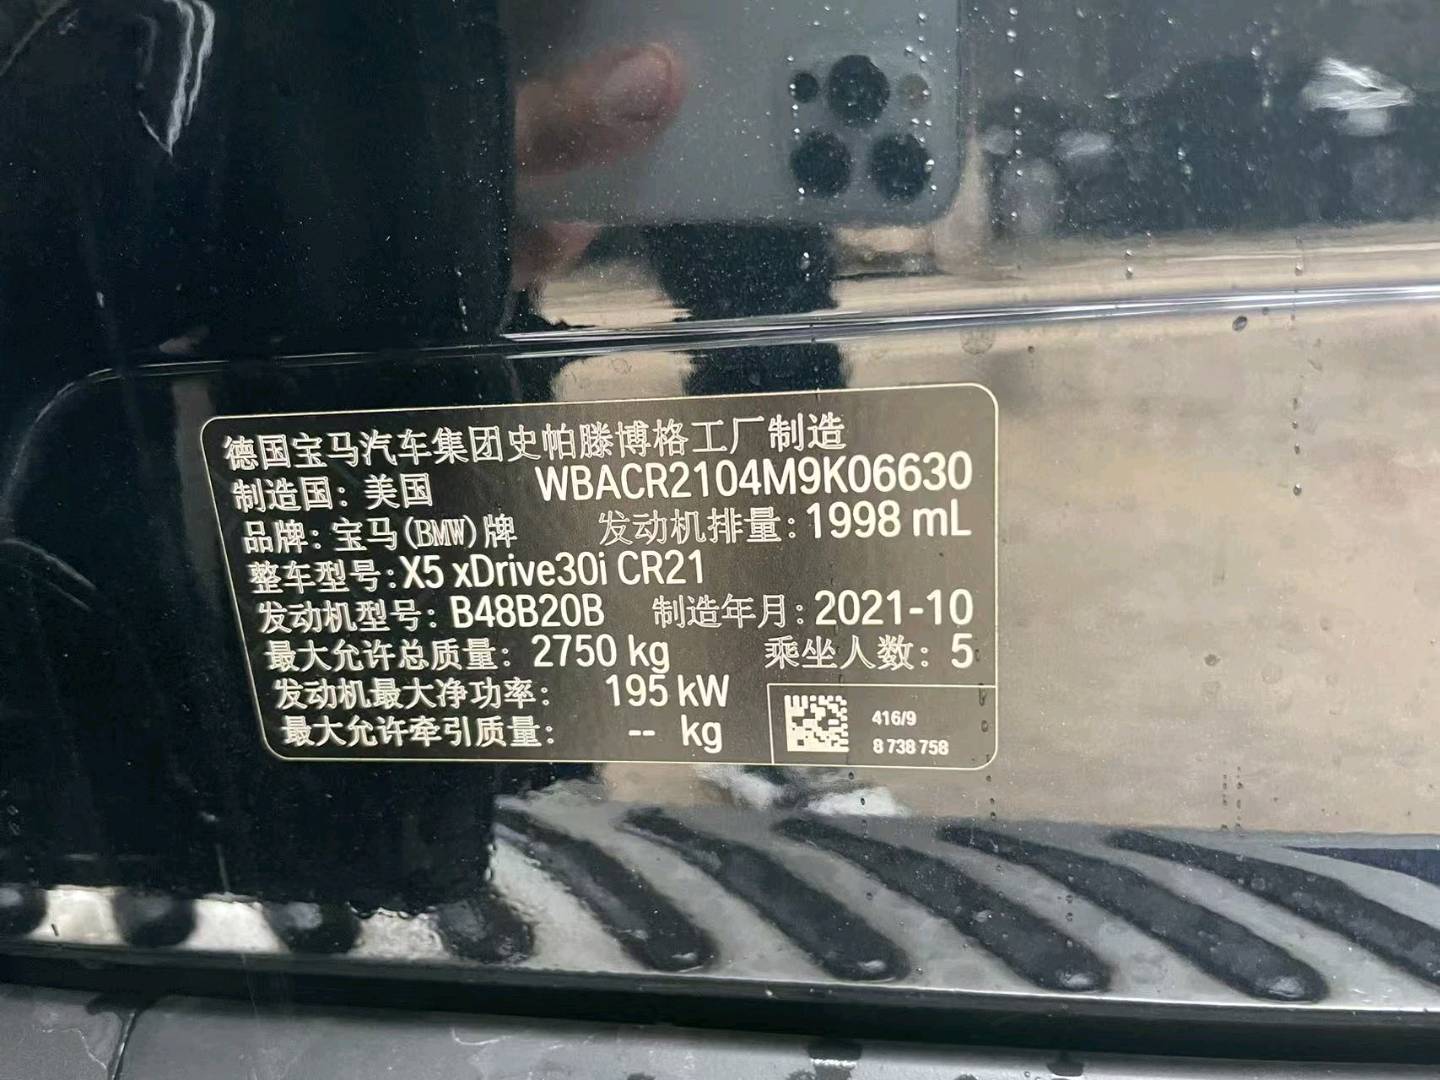 德国宝马汽车集团史帕滕博格工厂制造
制造国：美国 WBACR2104M9K06630
品牌：宝马(BMW)牌 发动机排量：1998 mL
整车型号：X5 xDrive30i CR21
发动机型号：B48B20B 制造年月：2021-10
最大允许总质量：2750 kg 乘坐人数：5
发动机最大净功率：195 kW
最大允许牵引质量：-- kg
416/9
8 738 758